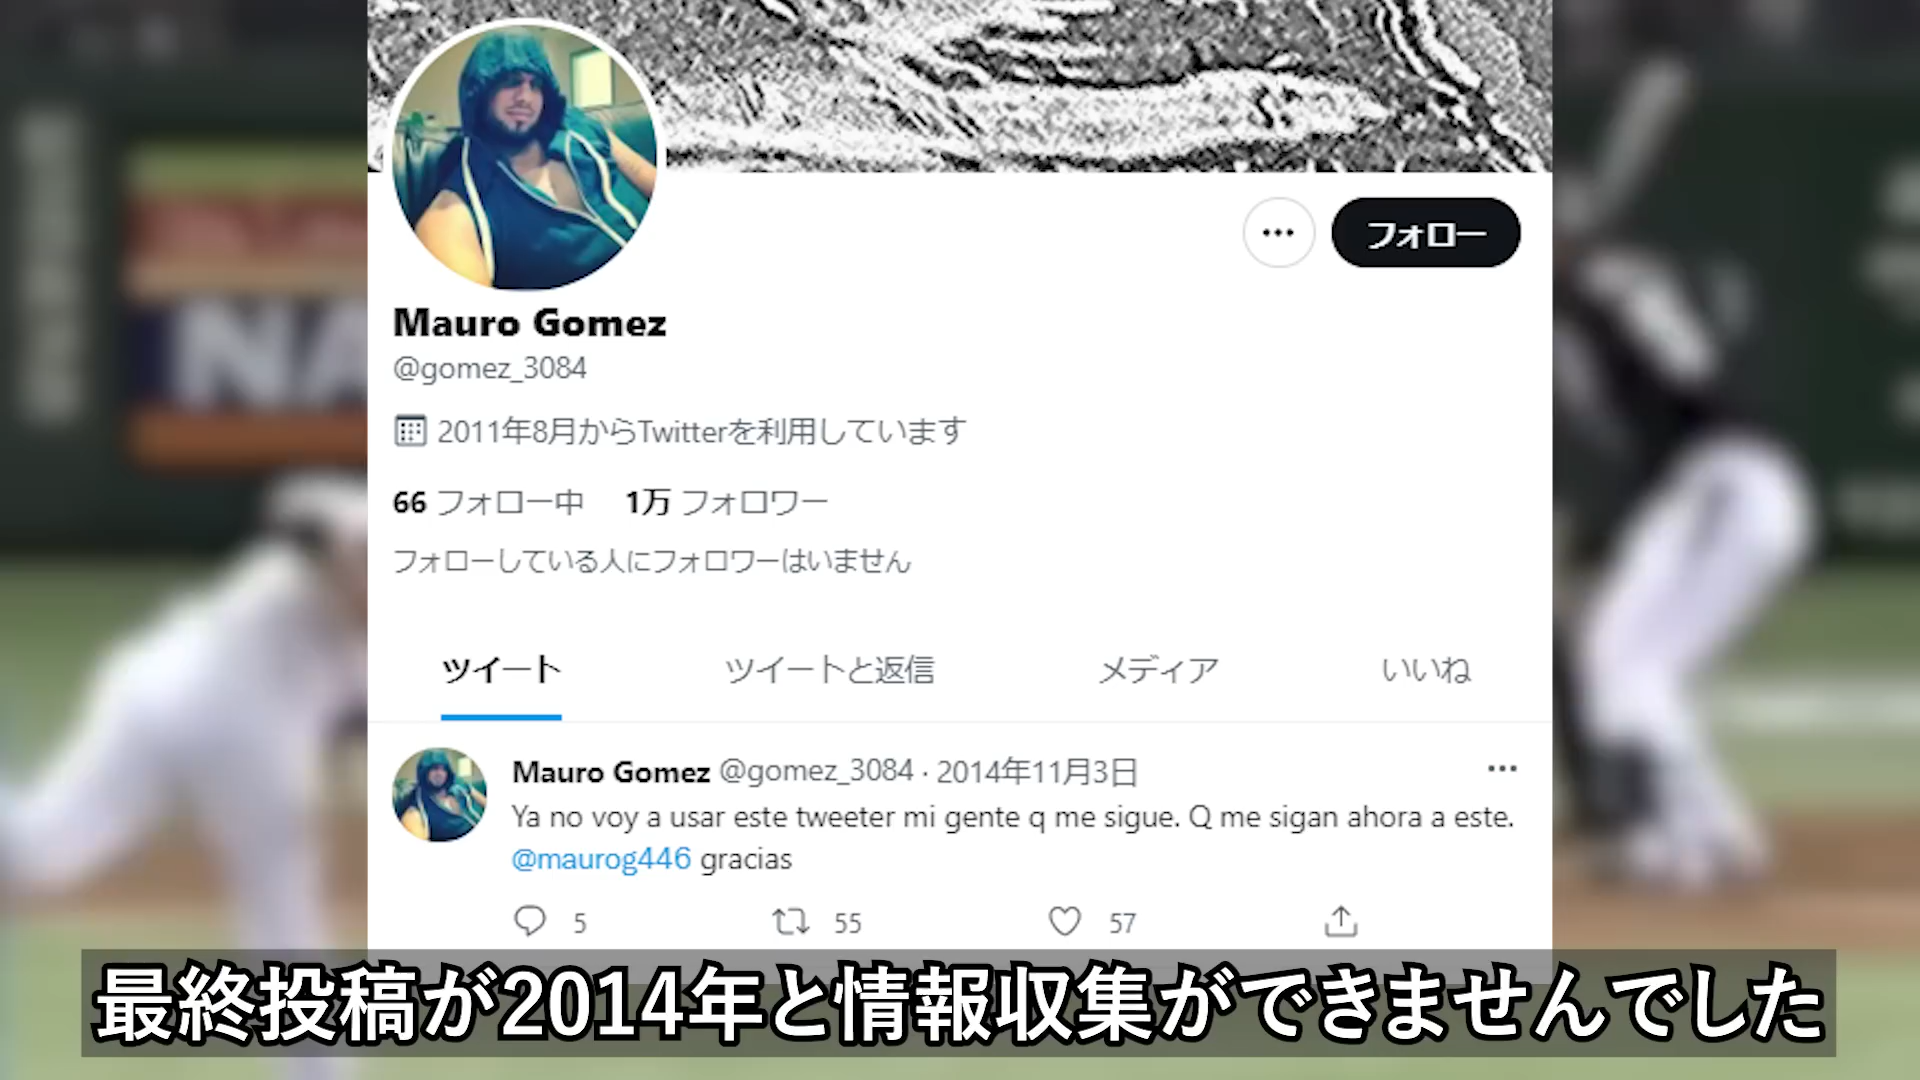 フォロー
Mauro Gomez
@gomez_3084
2011年8月からTwitterを利用しています
66 フォロー中 1万 フォロワー
フォローしている人にフォロワーはいません
ツイート ツイートと返信 メディア いいね
Mauro Gomez @gomez_3084 · 2014年11月3日
Ya no voy a usar este tweeter mi gente q me sigue. Q me sigan ahora a este.
@maurog446 gracias
5 55 57
最終投稿が2014年と情報収集ができませんでした
NA